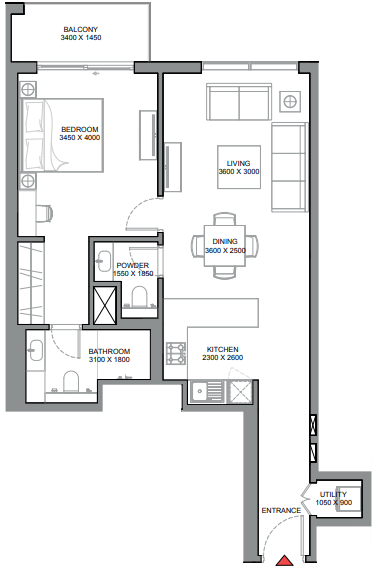 BALCONY
3400 X 1450
BEDROOM
3450 X 4000
LIVING
3600 X 3000
DINING
3600 X 2500
POWDER
1550 X 1850
KITCHEN
2300 X 2600
BATHROOM
3100 X 1800
UTILITY
1050 X 900
ENTRANCE